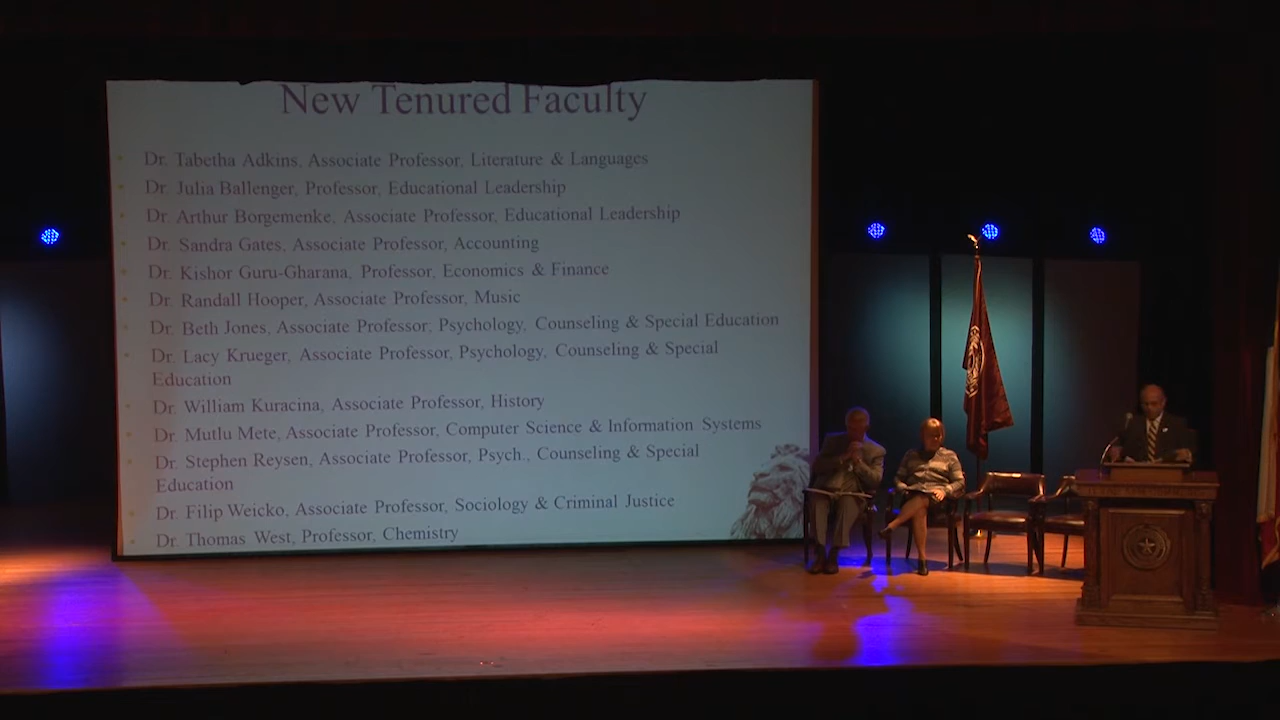 New Tenured Faculty
Dr. Tabetha Adkins, Associate Professor, Literature & Languages
Dr. Julia Ballenger, Professor, Educational Leadership
Dr. Arthur Borgemenke, Associate Professor, Educational Leadership
Dr. Sandra Gates, Associate Professor, Accounting
Dr. Kishor Guru-Gharana, Professor, Economics & Finance
Dr. Randall Hooper, Associate Professor, Music
Dr. Beth Jones, Associate Professor, Psychology, Counseling & Special Education
Dr. Lacy Krueger, Associate Professor, Psychology, Counseling & Special
Education
Dr. William Kuracina, Associate Professor, History
Dr. Mutlu Mete, Associate Professor, Computer Science & Information Systems
Dr. Stephen Reysen, Associate Professor, Psych., Counseling & Special
Education
Dr. Filip Weicko, Associate Professor, Sociology & Criminal Justice
Dr. Thomas West, Professor, Chemistry